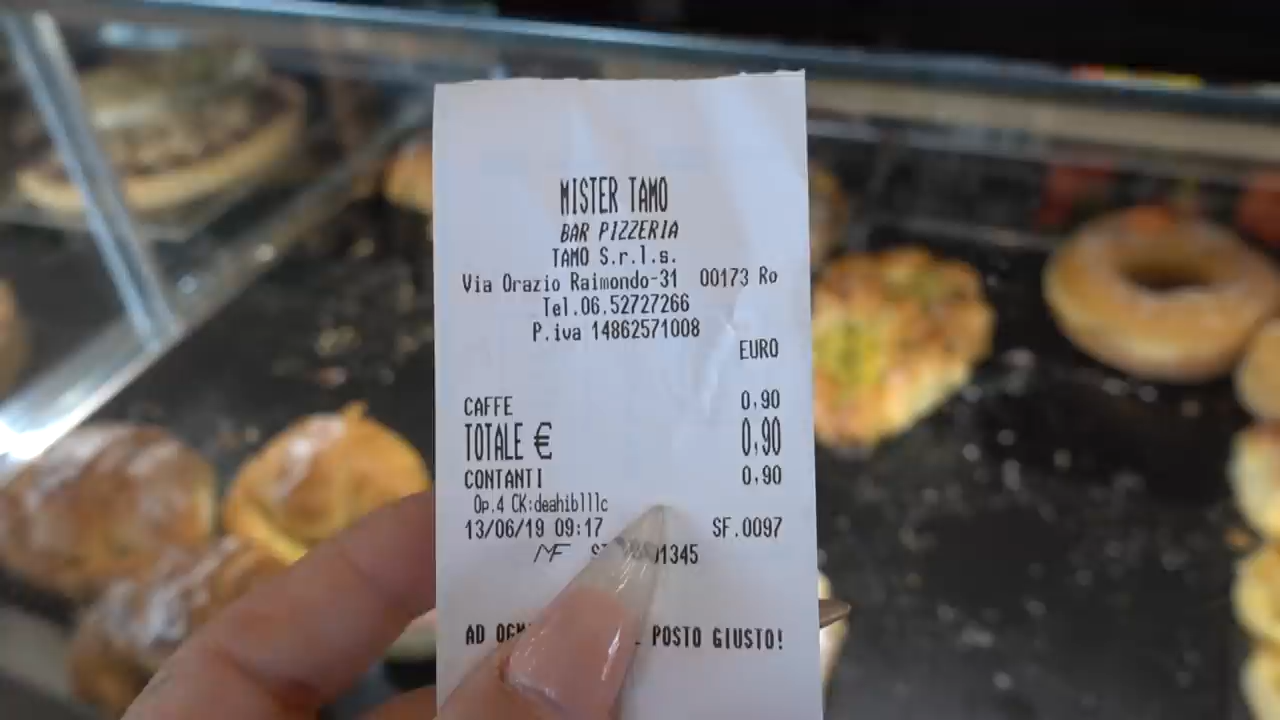 MISTER TAMO
BAR PIZZERIA
TAMO S.r.l.s.
Via Orazio Raimondo-31 00173 Ro
Tel.06.52727266
P.iva 14862571008
EURO
CAFFE 0,90
TOTALE € 0,90
CONTANTI 0,90
Op.4 CK:deahiblllc
13/06/19 09:17 SF.0097
MF
AD POSTO GIUSTO!